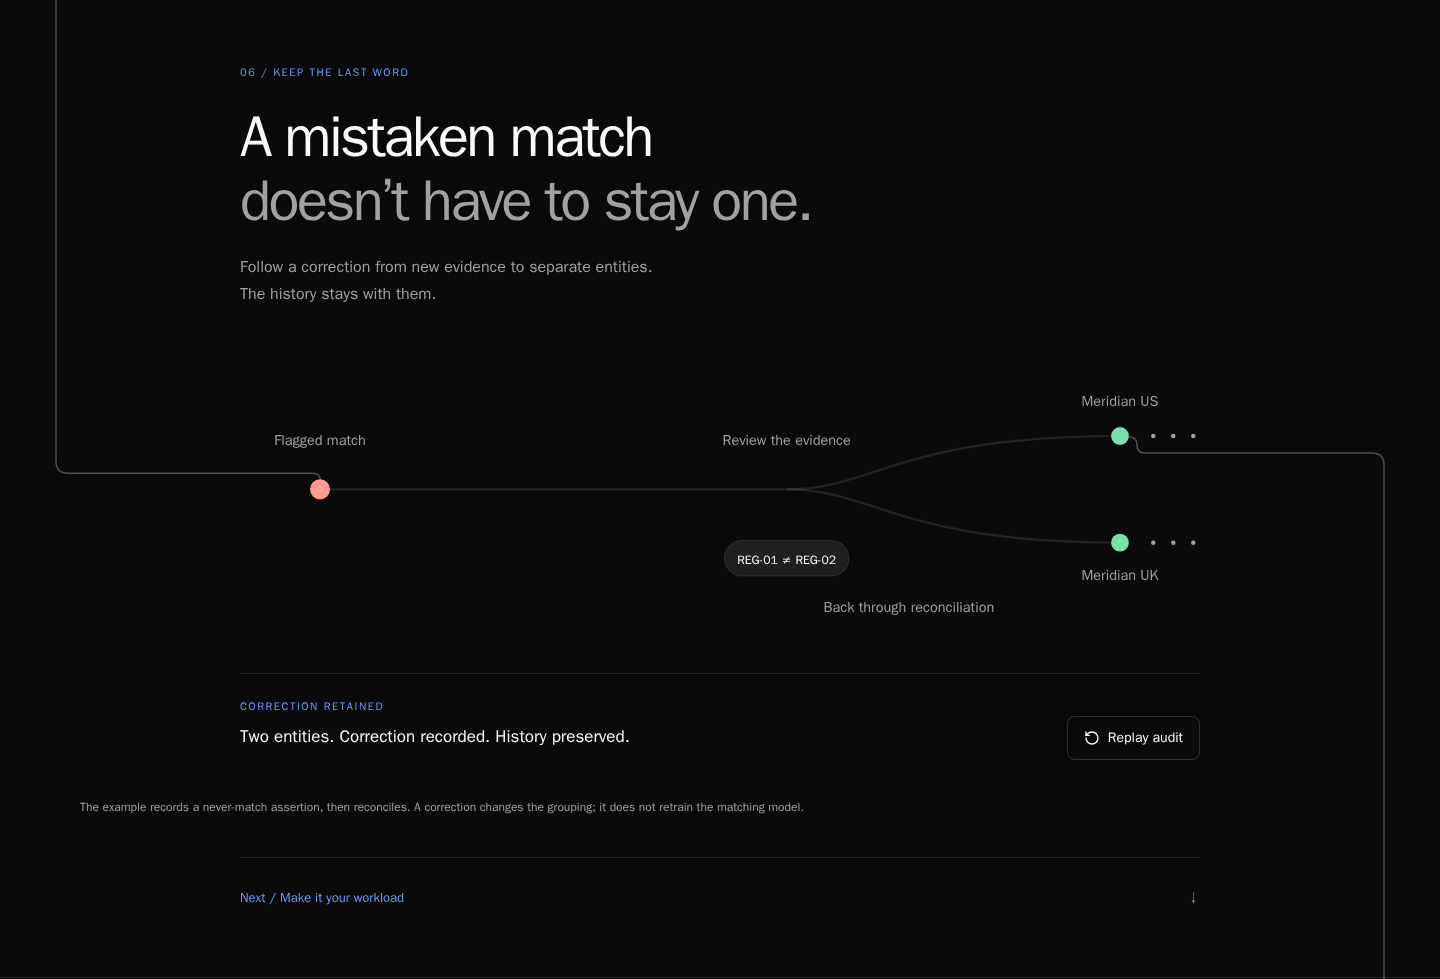 06 / KEEP THE LAST WORD
A mistaken match
doesn’t have to stay one.
Follow a correction from new evidence to separate entities.
The history stays with them.
Meridian US
Flagged match
Review the evidence
REG-01 ≠ REG-02
Meridian UK
Back through reconciliation
CORRECTION RETAINED
Two entities. Correction recorded. History preserved.
Replay audit
The example records a never-match assertion, then reconciles. A correction changes the grouping; it does not retrain the matching model.
Next / Make it your workload
↓